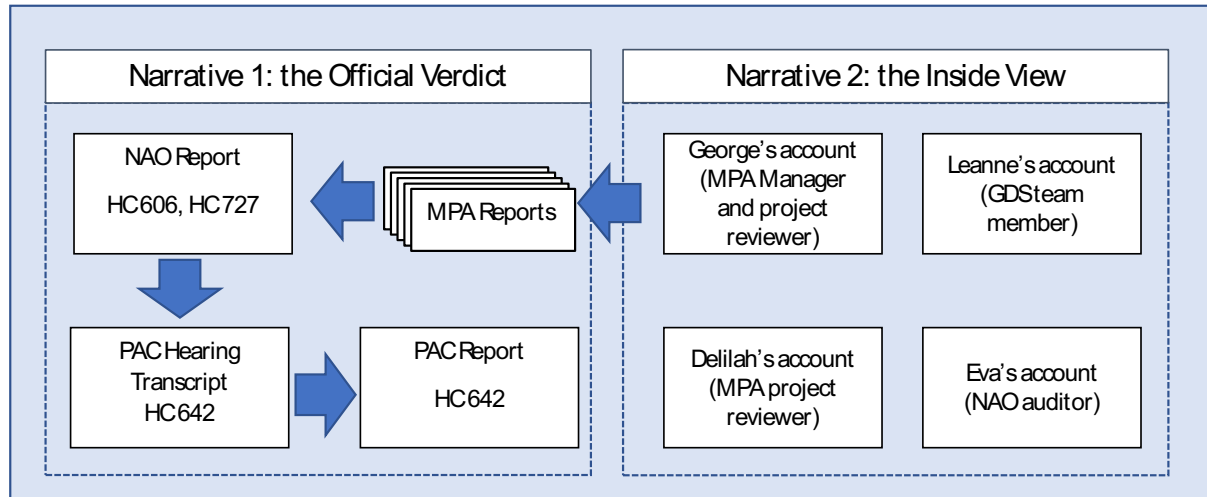 Narrative 1: the Official Verdict
NAO Report
HC606, HC727
MPA Reports
PAC Hearing
Transcript
HC642
PAC Report
HC642
Narrative 2: the Inside View
George's account
(MPA Manager
and project
reviewer)
Leanne's account
(GDS team
member)
Delilah's account
(MPA project
reviewer)
Eva's account
(NAO auditor)